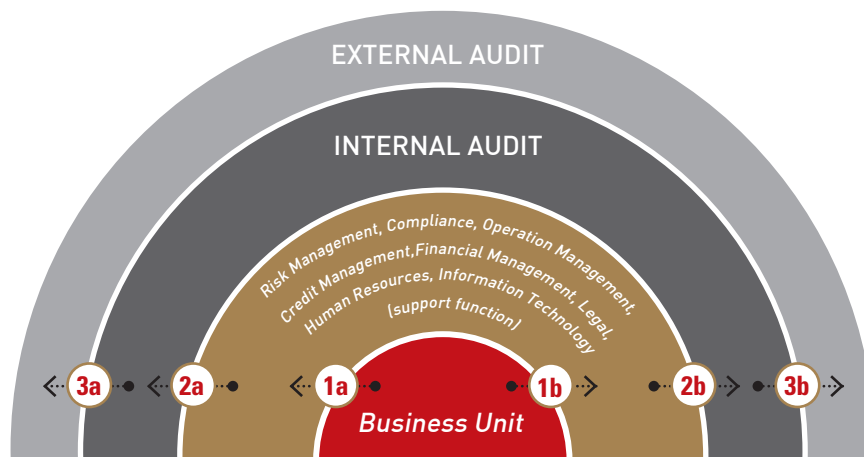 EXTERNAL AUDIT
INTERNAL AUDIT
Risk Management, Compliance, Operation Management,
Credit Management,Financial Management, Legal,
Human Resources, Information Technology
(support function)
3a
2a
1a
1b
2b
3b
Business Unit